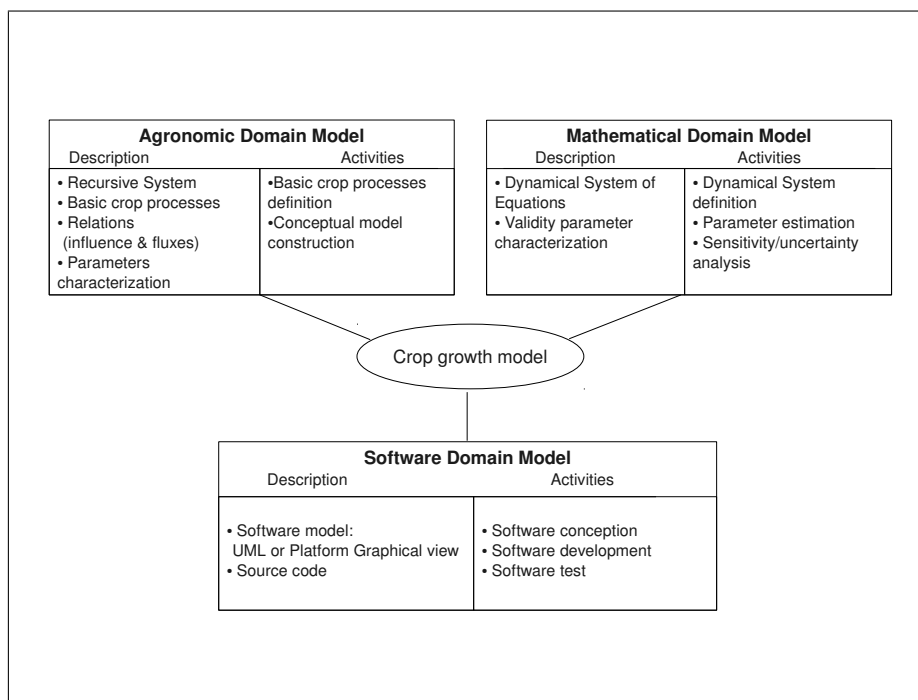 Agronomic Domain Model
Description
Activities
• Recursive System
• Basic crop processes
• Relations
(influence & fluxes)
• Parameters
characterization
•Basic crop processes
definition
•Conceptual model
construction
Mathematical Domain Model
Description
Activities
• Dynamical System of
Equations
• Validity parameter
characterization
• Dynamical System
definition
• Parameter estimation
• Sensitivity/uncertainty
analysis
Crop growth model
Software Domain Model
Description
Activities
• Software model:
UML or Platform Graphical view
• Source code
• Software conception
• Software development
• Software test